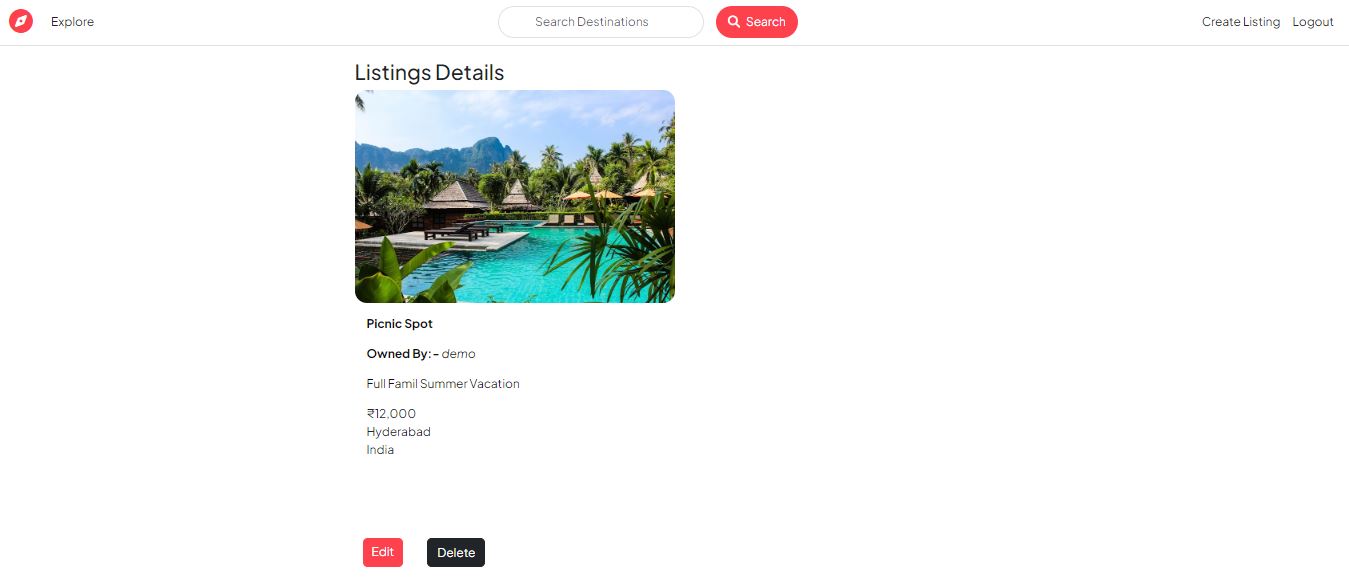 Explore
Search Destinations
Search
Create Listing
Logout
Listings Details
Picnic Spot
Owned By:- demo
Full Famil Summer Vacation
₹12,000
Hyderabad
India
Edit
Delete